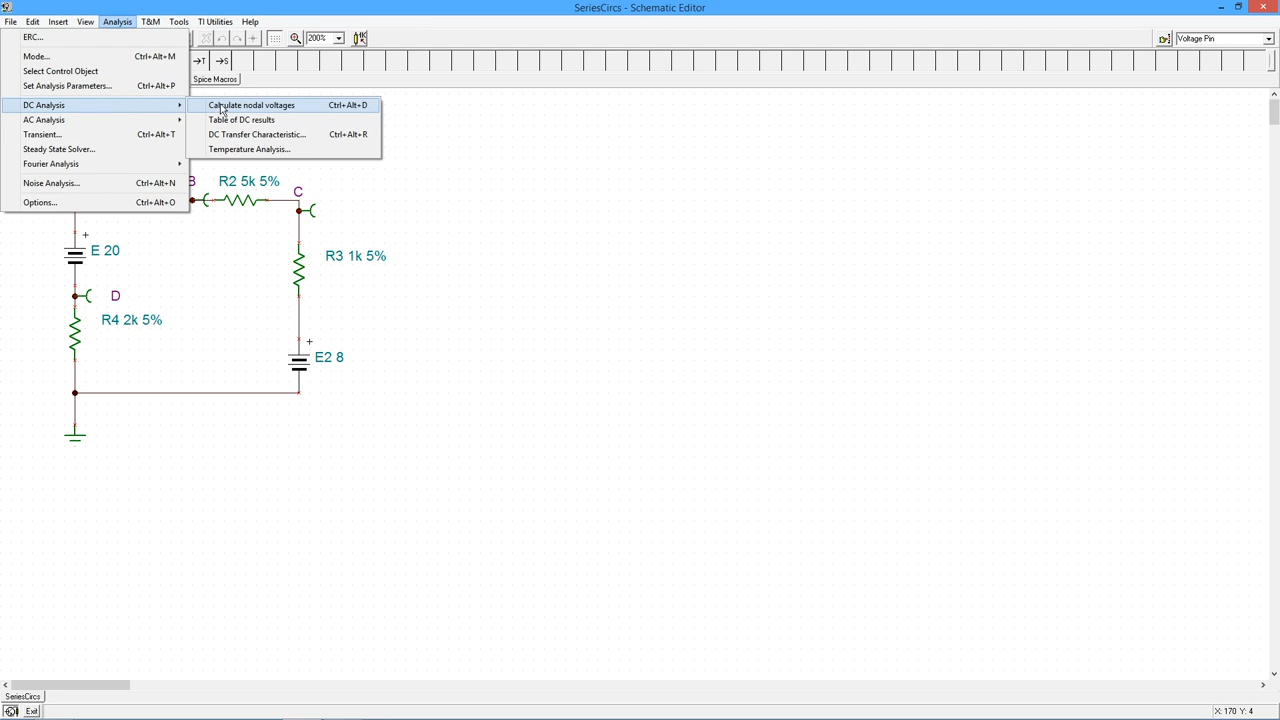 SeriesCircs - Schematic Editor
File Edit Insert View Analysis T&M Tools TI Utilities Help
ERC...
200%
Voltage Pin
Mode... Ctrl+Alt+M
T S
Select Control Object
Spice Macros
Set Analysis Parameters... Ctrl+Alt+P
DC Analysis
Calculate nodal voltages Ctrl+Alt+D
AC Analysis
Table of DC results
Transient... Ctrl+Alt+T
DC Transfer Characteristic... Ctrl+Alt+R
Steady State Solver...
Temperature Analysis...
Fourier Analysis
Noise Analysis... Ctrl+Alt+N
Options... Ctrl+Alt+O
B R2 5k 5% C
+
E 20
R3 1k 5%
D
R4 2k 5%
+
E2 8
SeriesCircs
Exit
X: 170 Y: 4